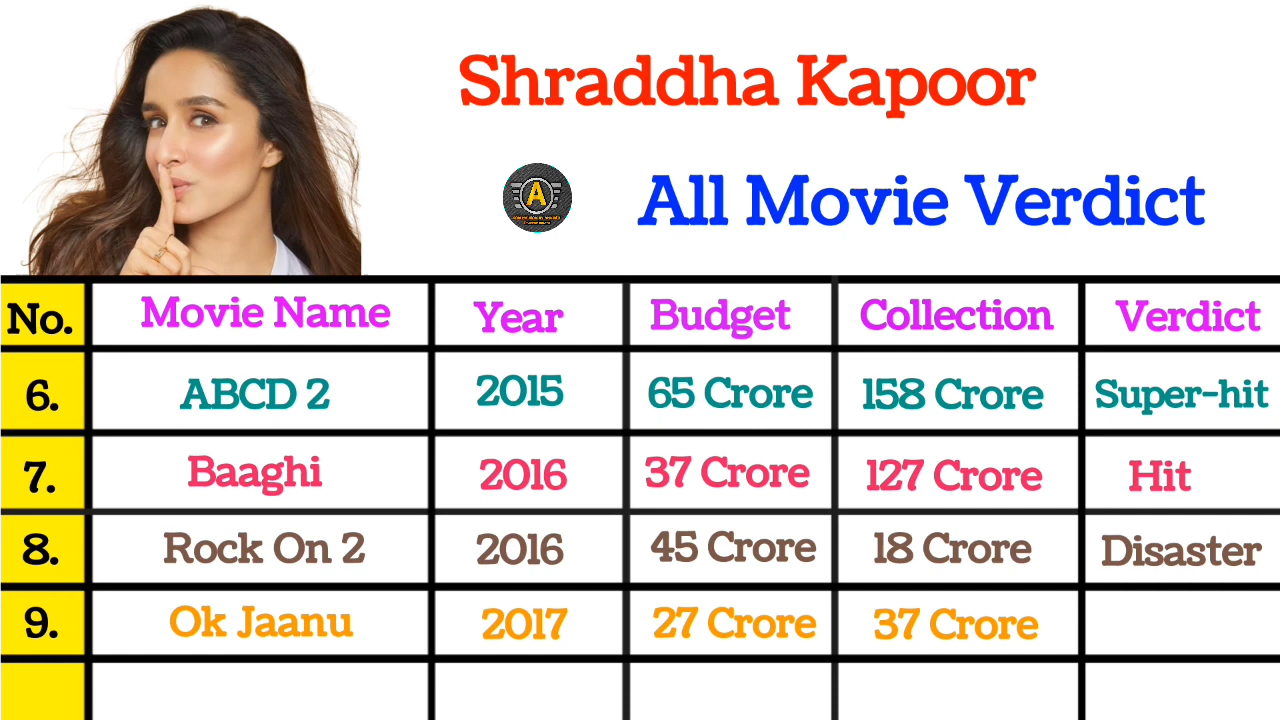 Shraddha Kapoor
A
All Movie Verdict
No. Movie Name Year Budget Collection Verdict
6. ABCD 2 2015 65 Crore 158 Crore Super-hit
7. Baaghi 2016 37 Crore 127 Crore Hit
8. Rock On 2 2016 45 Crore 18 Crore Disaster
9. Ok Jaanu 2017 27 Crore 37 Crore